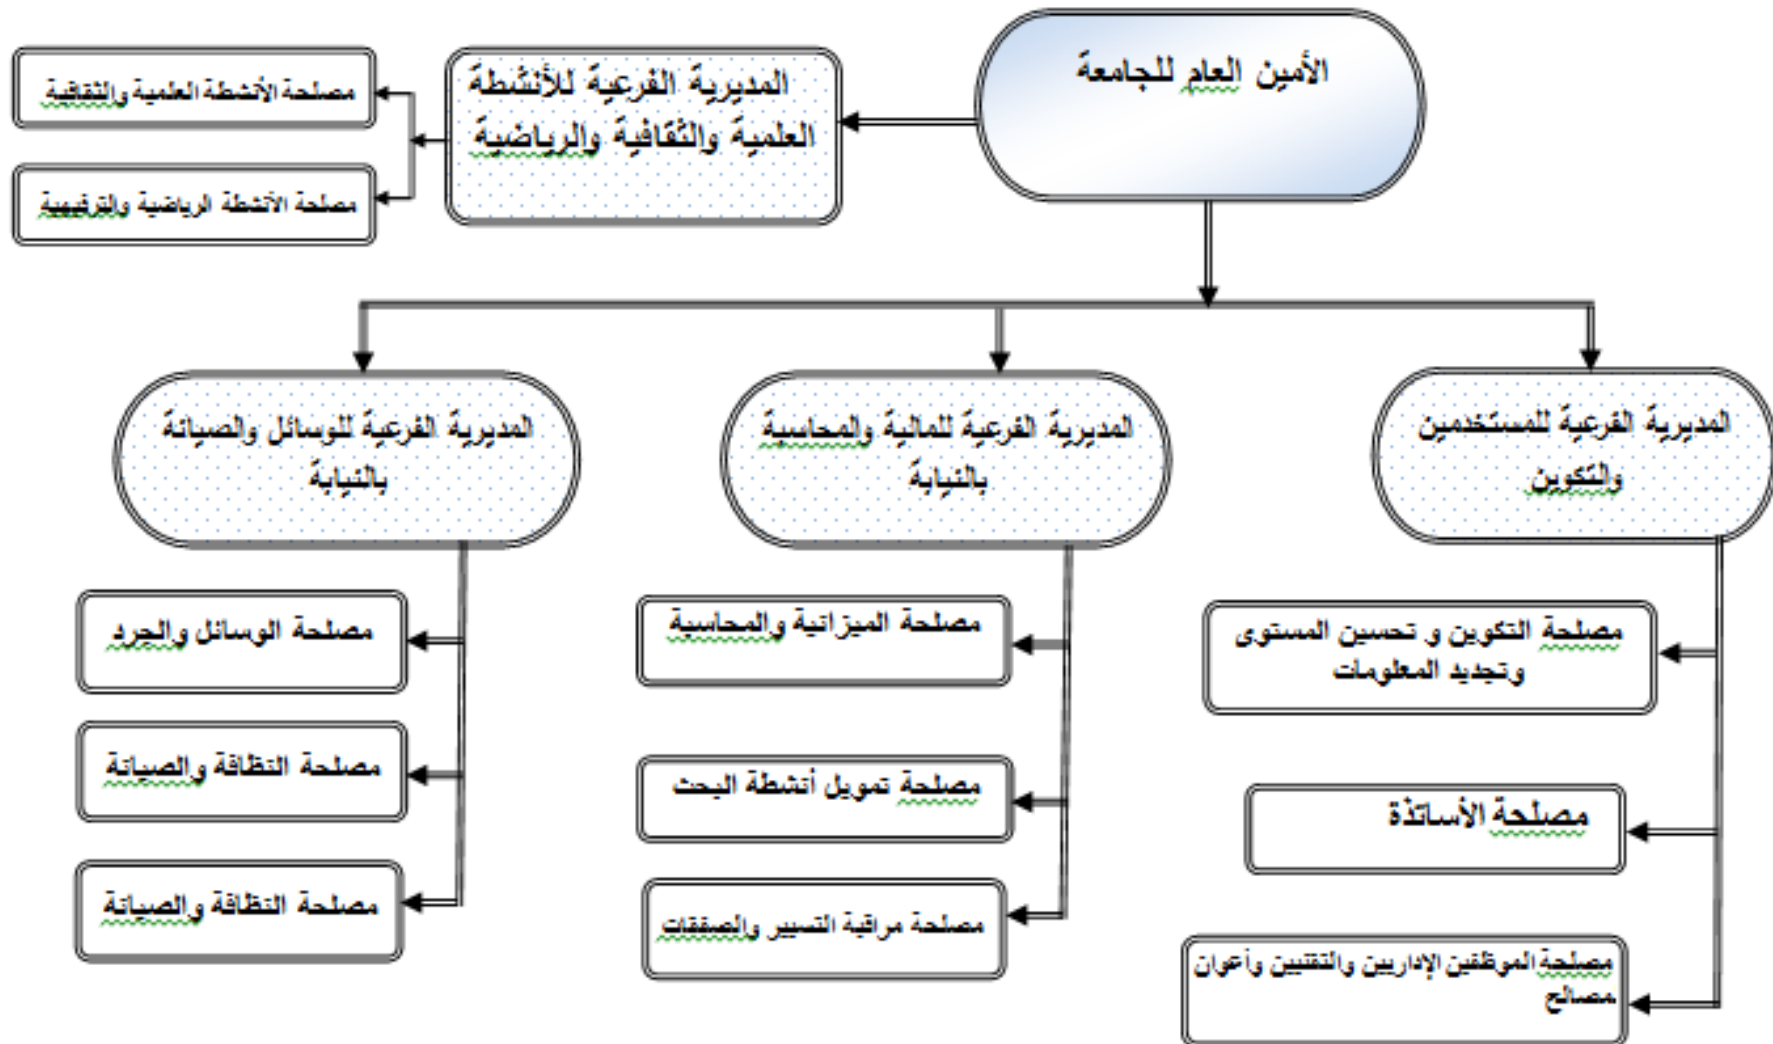 الأمين العام للجامعة
المديرية الفرعية للأنشطة
العلمية والثقافية والرياضية
مصلحة الأنشطة العلمية والثقافية
مصلحة الأنشطة الرياضية والترفيهية
المديرية الفرعية للمستخدمين
والتكوين
مصلحة التكوين و تحسين المستوى
وتجديد المعلومات
مصلحة الأساتذة
مصلحة الموظفين الإداريين والتقنيين وأعوان
مصالح
المديرية الفرعية للمالية والمحاسبة
بالنيابة
مصلحة الميزانية والمحاسبة
مصلحة تمويل أنشطة البحث
مصلحة مراقبة التسيير والصفقات
المديرية الفرعية للوسائل والصيانة
بالنيابة
مصلحة الوسائل والجرد
مصلحة النظافة والصيانة
مصلحة النظافة والصيانة